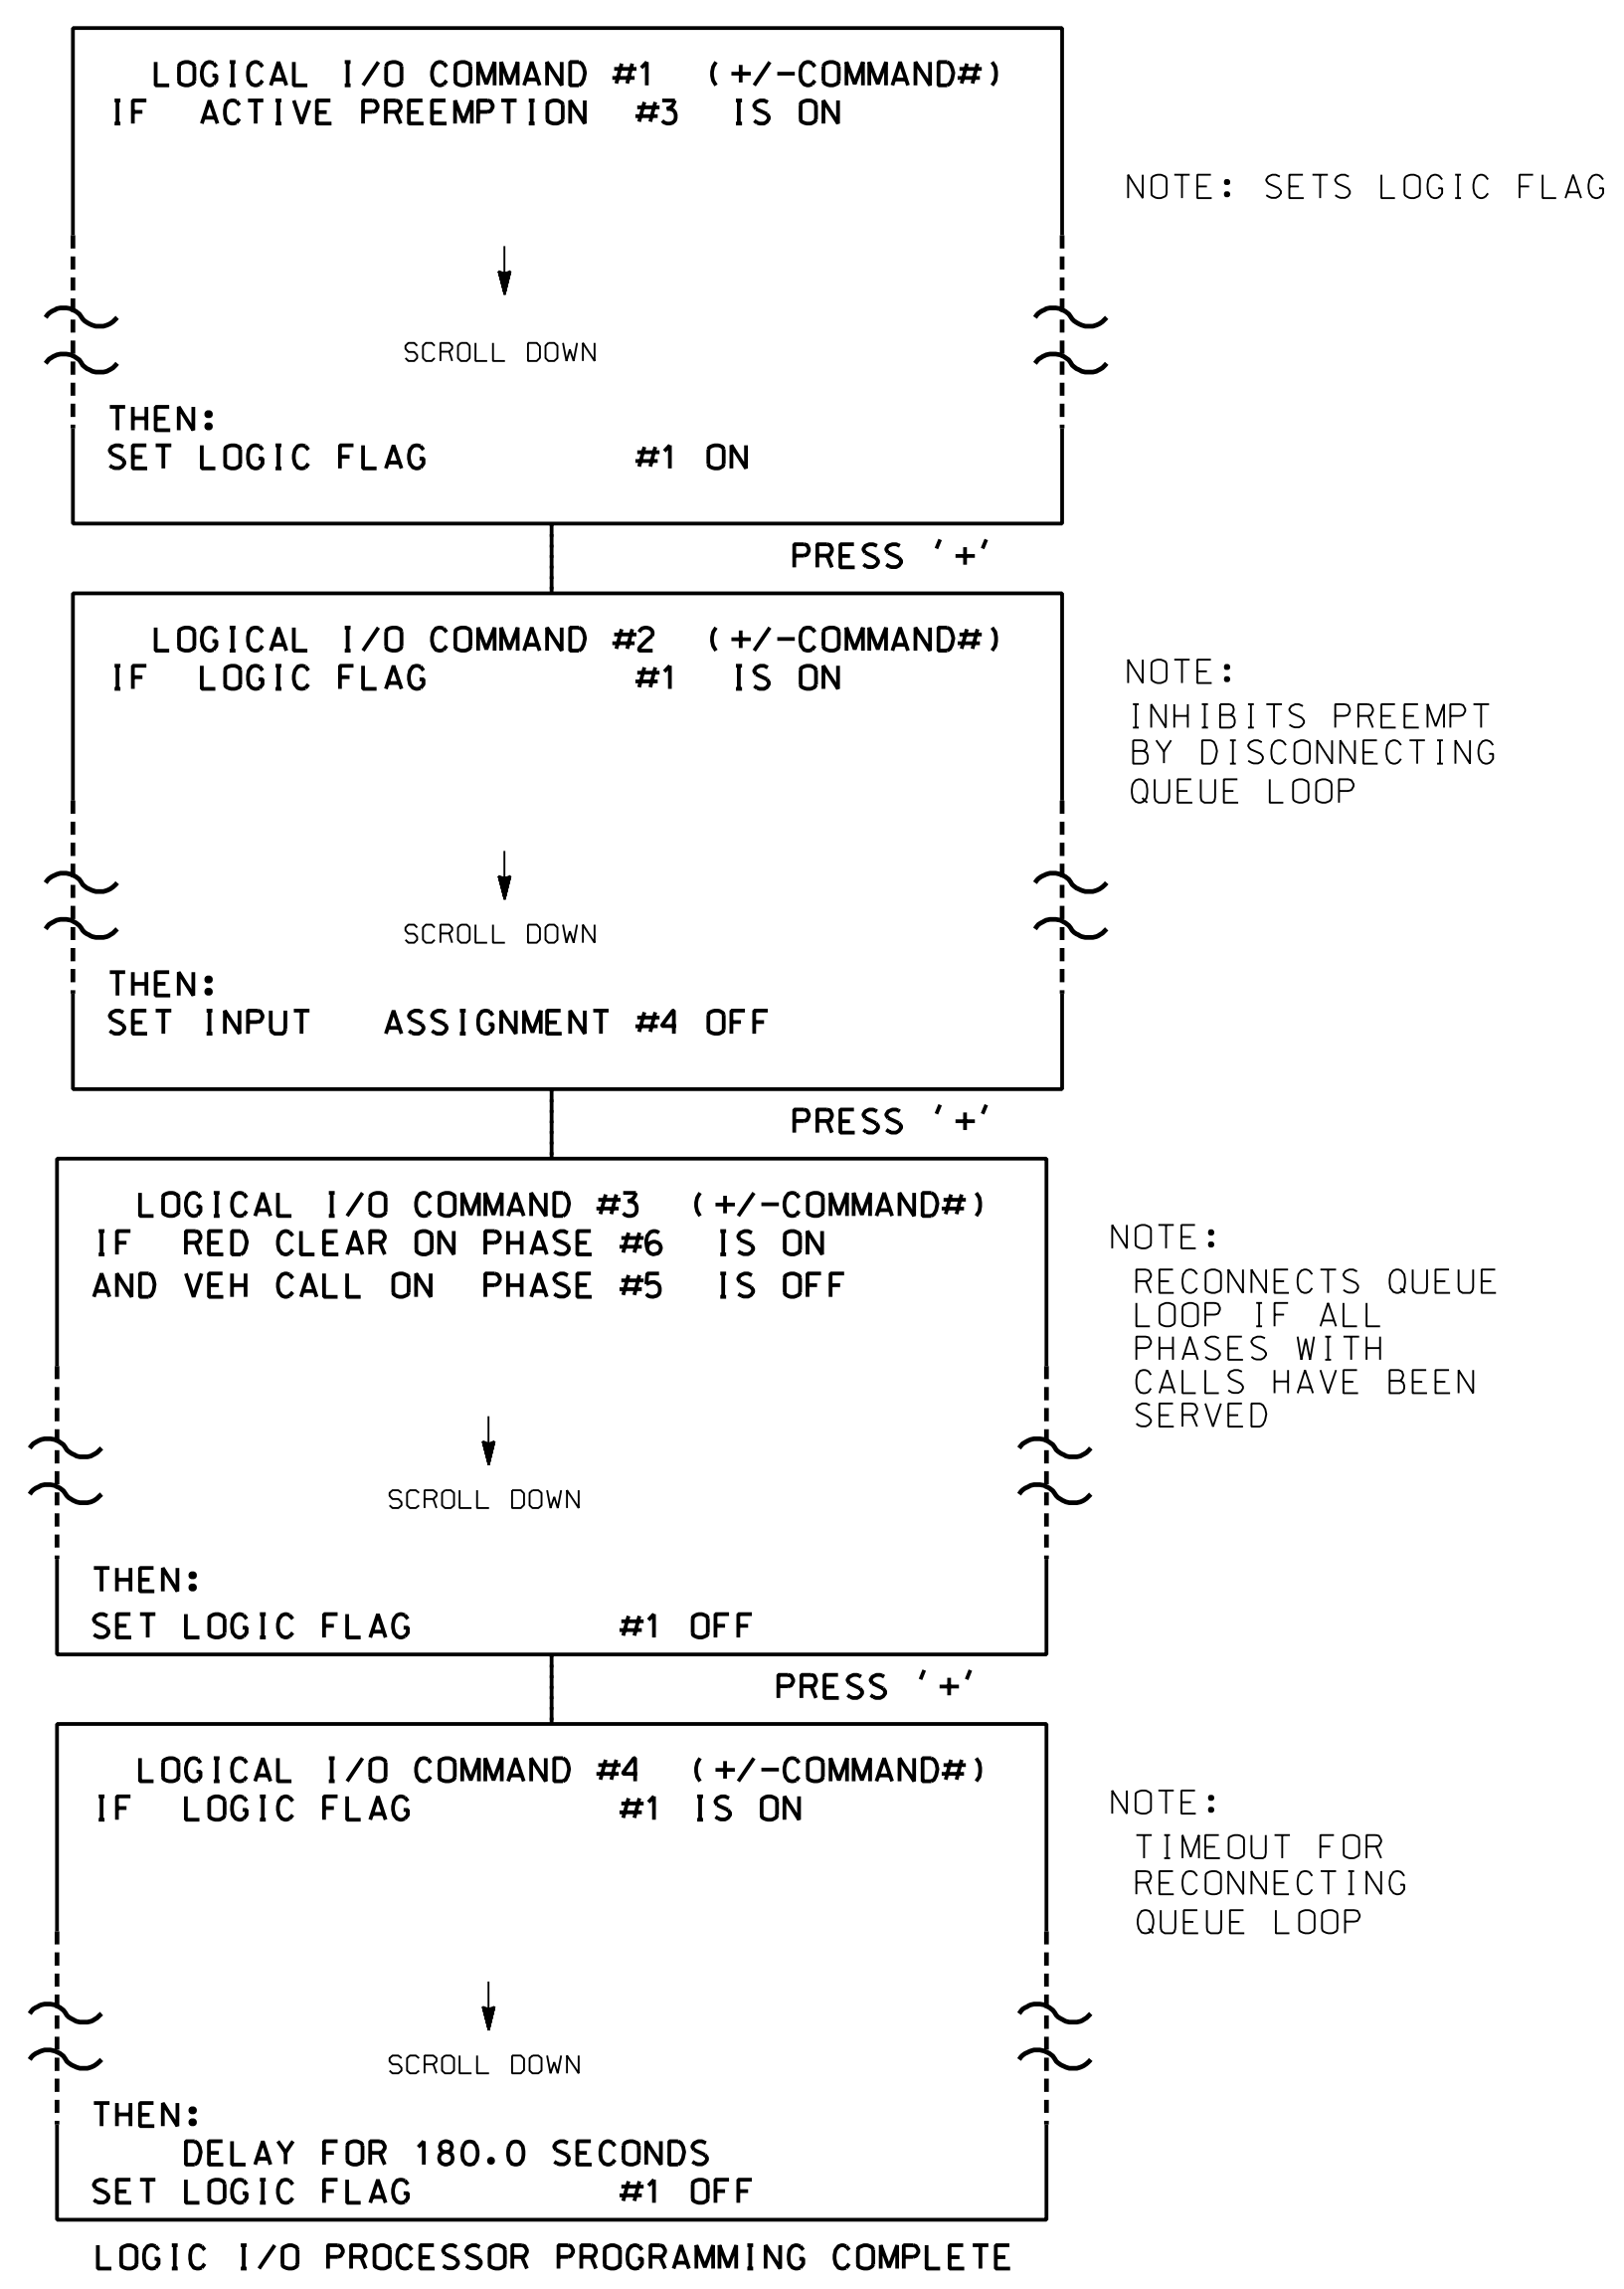 LOGICAL I/O COMMAND #1 (+/-COMMAND#)
IF ACTIVE PREEMPTION #3 IS ON
NOTE: SETS LOGIC FLAG
SCROLL DOWN
THEN:
SET LOGIC FLAG #1 ON
PRESS '+'
LOGICAL I/O COMMAND #2 (+/-COMMAND#)
IF LOGIC FLAG #1 IS ON
NOTE:
INHIBITS PREEMPT
BY DISCONNECTING
QUEUE LOOP
SCROLL DOWN
THEN:
SET INPUT ASSIGNMENT #4 OFF
PRESS '+'
LOGICAL I/O COMMAND #3 (+/-COMMAND#)
IF RED CLEAR ON PHASE #6 IS ON
AND VEH CALL ON PHASE #5 IS OFF
NOTE:
RECONNECTS QUEUE
LOOP IF ALL
PHASES WITH
CALLS HAVE BEEN
SERVED
SCROLL DOWN
THEN:
SET LOGIC FLAG #1 OFF
PRESS '+'
LOGICAL I/O COMMAND #4 (+/-COMMAND#)
IF LOGIC FLAG #1 IS ON
NOTE:
TIMEOUT FOR
RECONNECTING
QUEUE LOOP
SCROLL DOWN
THEN:
DELAY FOR 180.0 SECONDS
SET LOGIC FLAG #1 OFF
LOGIC I/O PROCESSOR PROGRAMMING COMPLETE